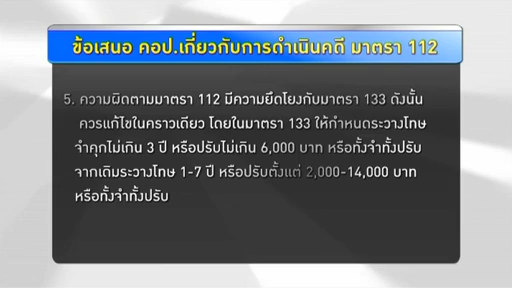 ข้อเสนอ คอป.เกี่ยวกับการดำเนินคดี มาตรา 112
5. ความผิดตามมาตรา 112 มีความยึดโยงกับมาตรา 133 ดังนั้น
ควรแก้ไขในคราวเดียว โดยในมาตรา 133 ให้กำหนดระวางโทษ
จำคุกไม่เกิน 3 ปี หรือปรับไม่เกิน 6,000 บาท หรือทั้งจำทั้งปรับ
จากเดิมระวางโทษ 1-7 ปี หรือปรับตั้งแต่ 2,000-14,000 บาท
หรือทั้งจำทั้งปรับ